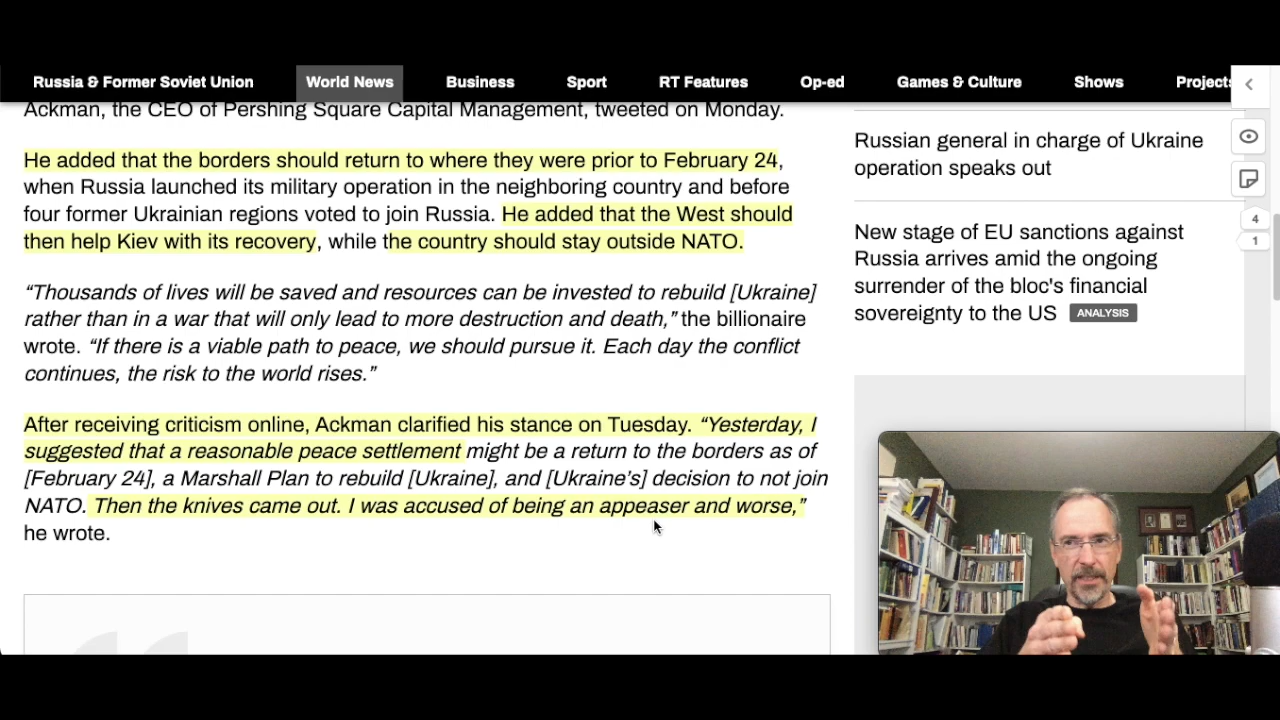 Russia & Former Soviet Union World News Business Sport RT Features Op-ed Games & Culture Shows Projects
Ackman, the CEO of Pershing Square Capital Management, tweeted on Monday.
He added that the borders should return to where they were prior to February 24,
when Russia launched its military operation in the neighboring country and before
four former Ukrainian regions voted to join Russia. He added that the West should
then help Kiev with its recovery, while the country should stay outside NATO.
“Thousands of lives will be saved and resources can be invested to rebuild [Ukraine]
rather than in a war that will only lead to more destruction and death,” the billionaire
wrote. “If there is a viable path to peace, we should pursue it. Each day the conflict
continues, the risk to the world rises.”
After receiving criticism online, Ackman clarified his stance on Tuesday. “Yesterday, I
suggested that a reasonable peace settlement might be a return to the borders as of
[February 24], a Marshall Plan to rebuild [Ukraine], and [Ukraine’s] decision to not join
NATO. Then the knives came out. I was accused of being an appeaser and worse,”
he wrote.
Russian general in charge of Ukraine
operation speaks out
New stage of EU sanctions against
Russia arrives amid the ongoing
surrender of the bloc's financial
sovereignty to the US ANALYSIS
4
1